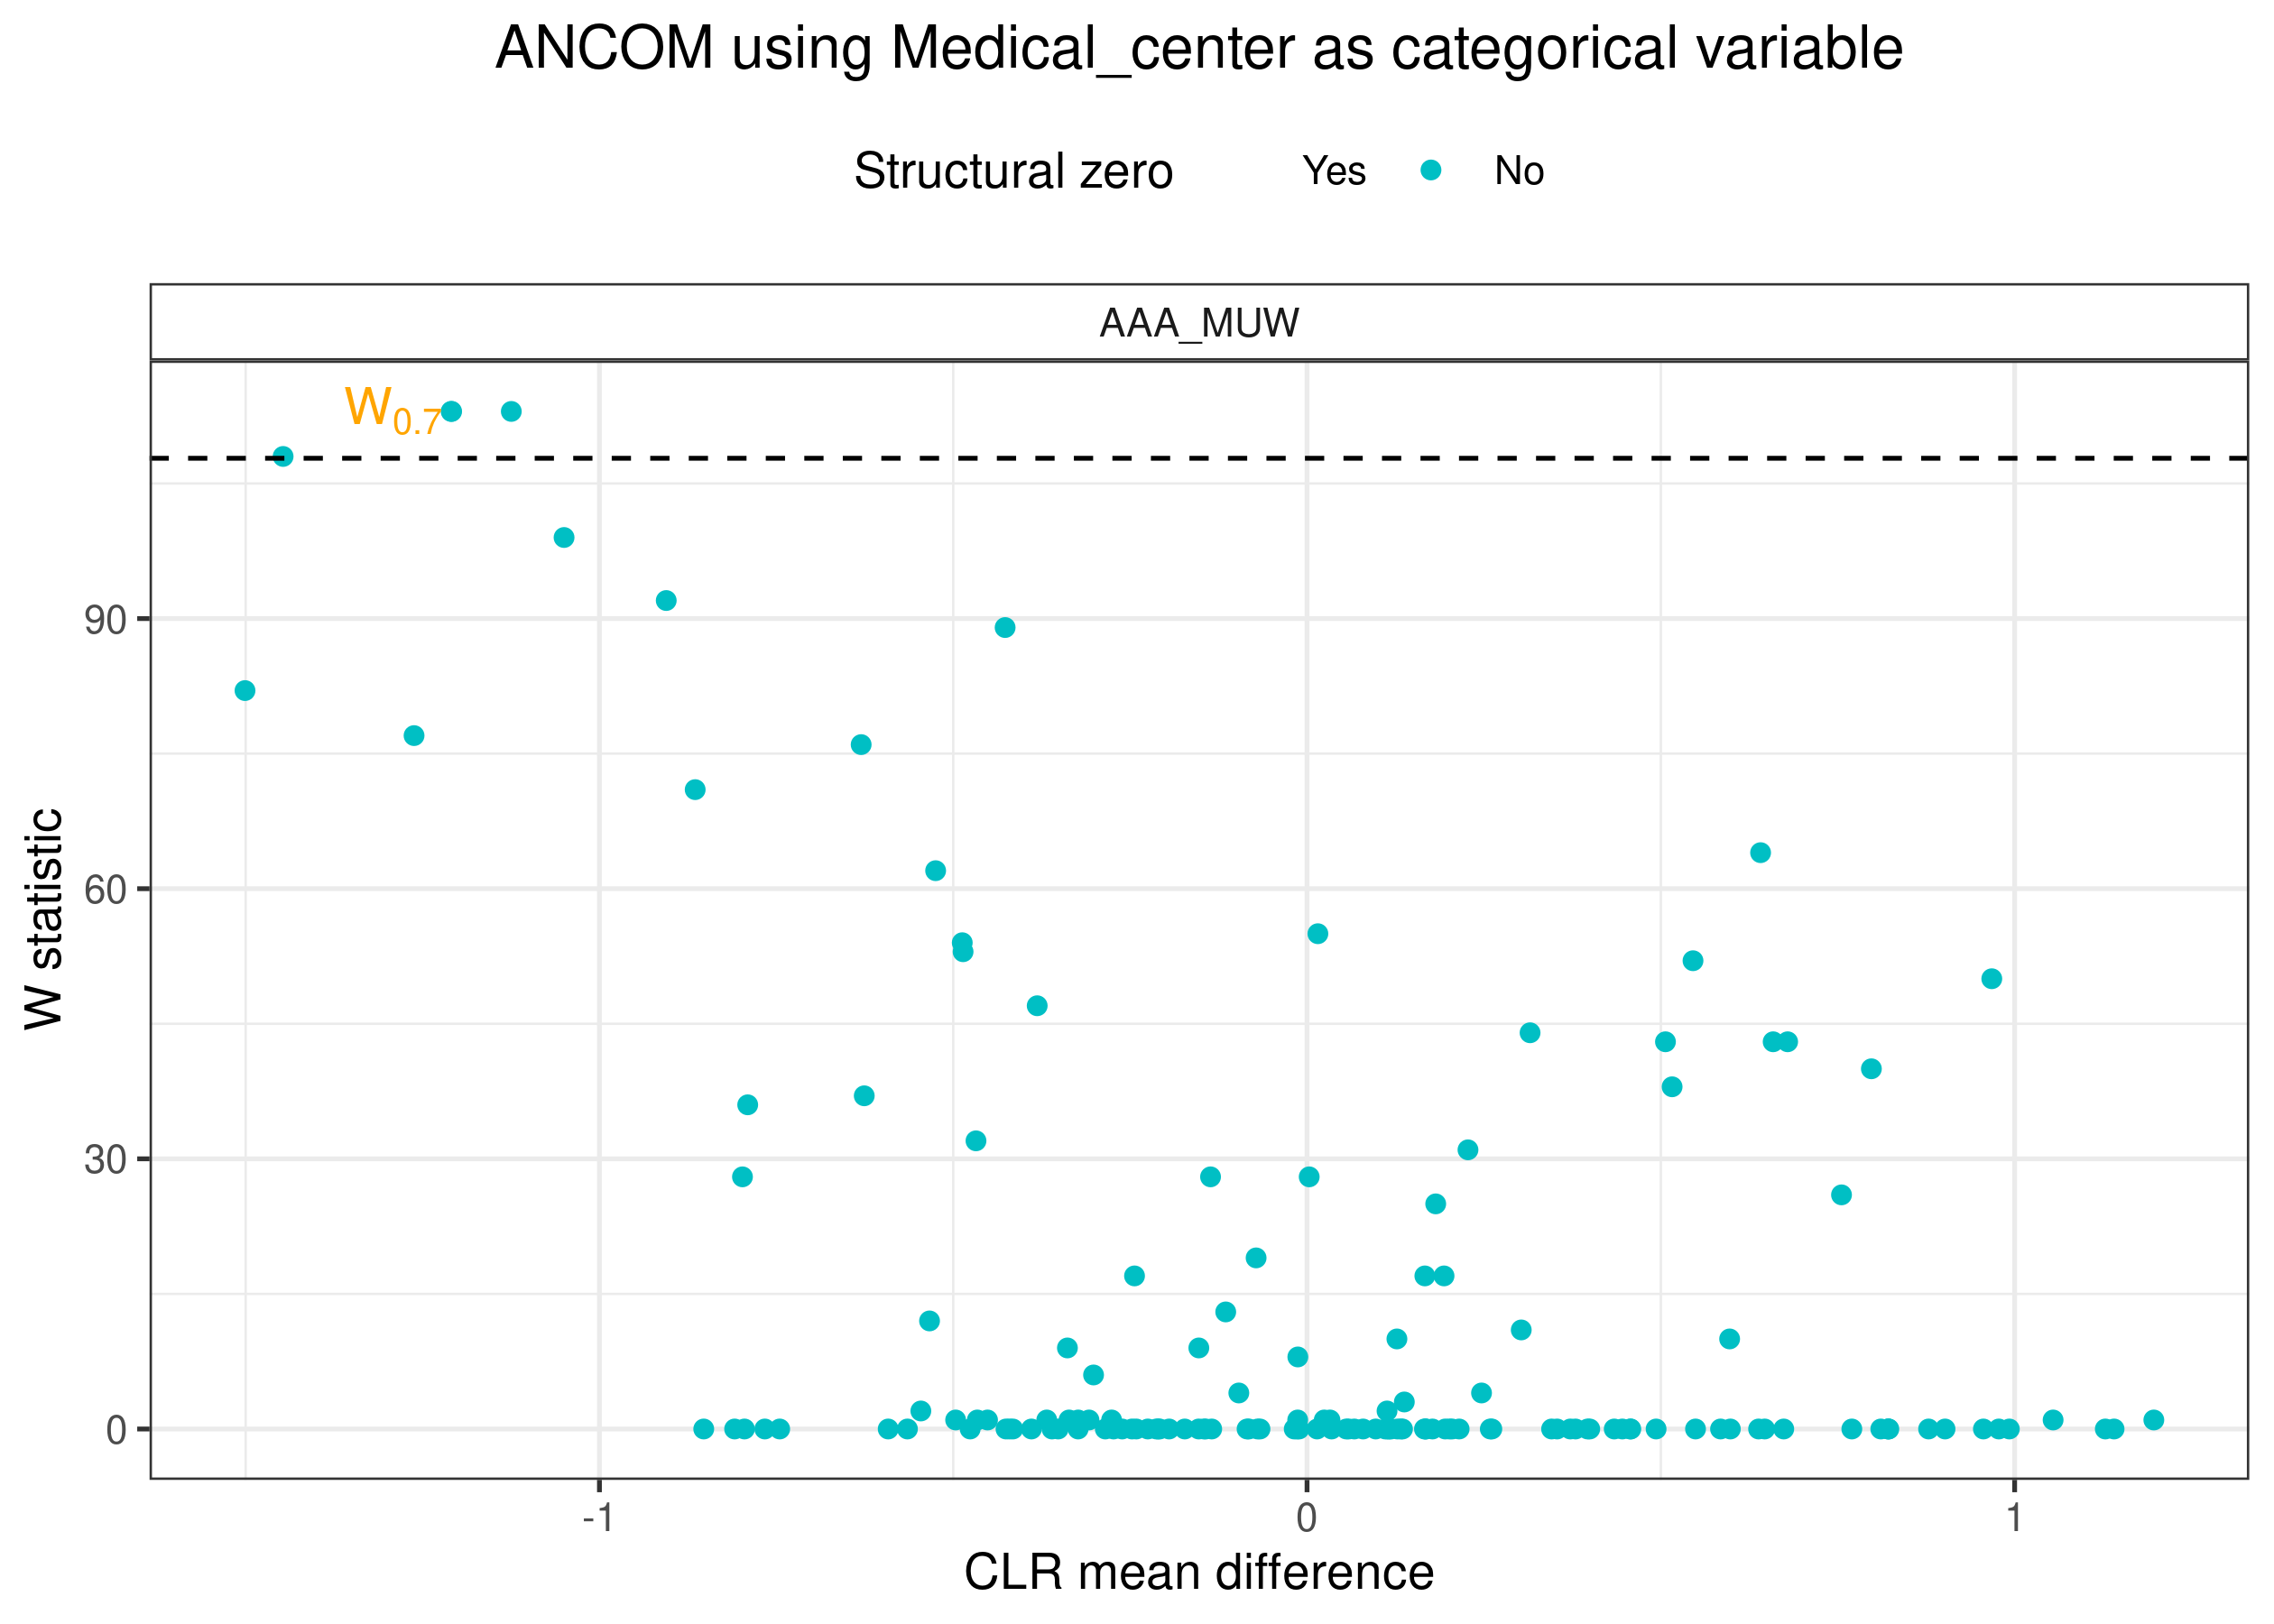 ANCOM using Medical_center as categorical variable
Structural zero Yes No
AAA_MUW
W0.7
90
60
30
0
W statistic
-1 0 1
CLR mean difference